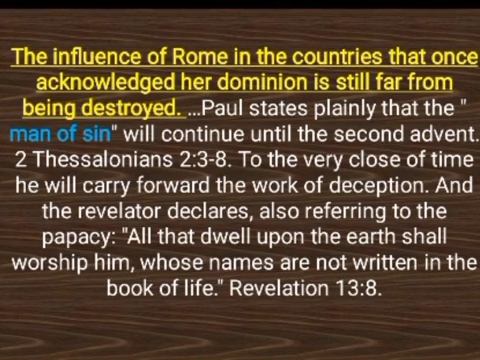 The influence of Rome in the countries that once
acknowledged her dominion is still far from
being destroyed. ...Paul states plainly that the "
man of sin" will continue until the second advent.
2 Thessalonians 2:3-8. To the very close of time
he will carry forward the work of deception. And
the revelator declares, also referring to the
papacy: "All that dwell upon the earth shall
worship him, whose names are not written in the
book of life." Revelation 13:8.